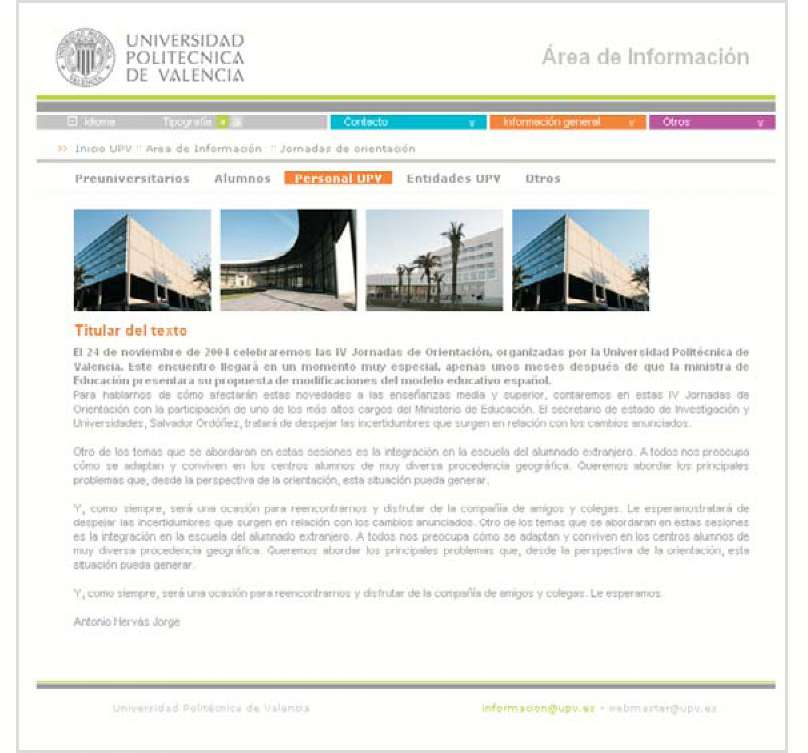 UNIVERSIDAD
POLITECNICA
DE VALENCIA
Área de Información
Idioma Tipografía a a Contacto v Información general v Otros v
>> Inicio UPV :: Area de Información :: Jornadas de orientación
Preuniversitarios Alumnos Personal UPV Entidades UPV Otros
Titular del texto
El 24 de noviembre de 2004 celebraremos las IV Jornadas de Orientación, organizadas por la Universidad Politécnica de
Valencia. Este encuentro llegará en un momento muy especial, apenas unos meses después de que la ministra de
Educación presentara su propuesta de modificaciones del modelo educativo español.
Para hablarnos de cómo afectarán estas novedades a las enseñanzas media y superior, contaremos en estas IV Jornadas de
Orientación con la participación de uno de los más altos cargos del Ministerio de Educación. El secretario de estado de Investigación y
Universidades, Salvador Ordóñez, tratará de despejar las incertidumbres que surgen en relación con los cambios anunciados.
Otro de los temas que se abordaran en estas sesiones es la integración en la escuela del alumnado extranjero. A todos nos preocupa
cómo se adaptan y conviven en los centros alumnos de muy diversa procedencia geográfica. Queremos abordar los principales
problemas que, desde la perspectiva de la orientación, esta situación pueda generar.
Y, como siempre, será una ocasión para reencontrarnos y disfrutar de la compañía de amigos y colegas. Le esperamostratará de
despejar las incertidumbres que surgen en relación con los cambios anunciados. Otro de los temas que se abordaran en estas sesiones
es la integración en la escuela del alumnado extranjero. A todos nos preocupa cómo se adaptan y conviven en los centros alumnos de
muy diversa procedencia geográfica. Queremos abordar los principales problemas que, desde la perspectiva de la orientación, esta
situación pueda generar.
Y, como siempre, será una ocasión para reencontrarnos y disfrutar de la compañía de amigos y colegas. Le esperamos.
Antonio Hervás Jorge
Universidad Politécnica de Valencia informacion@upv.es · webmaster@upv.es